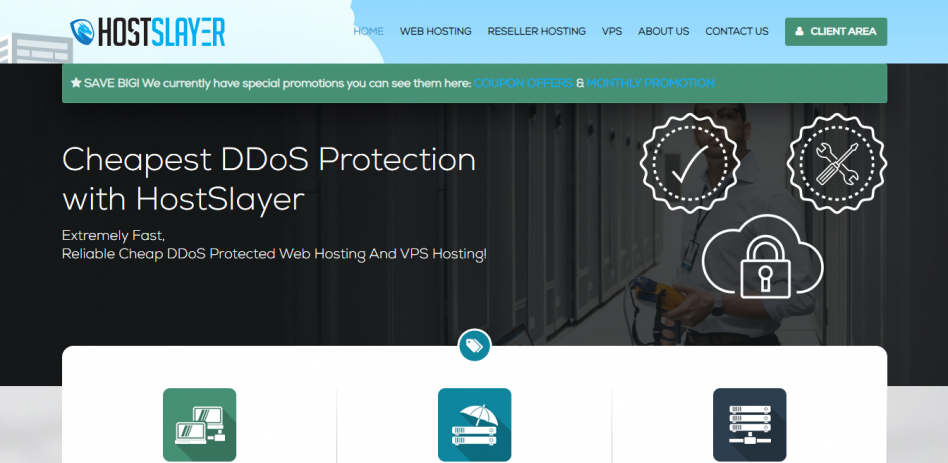 HOSTSLAYER
HOME WEB HOSTING RESELLER HOSTING VPS ABOUT US CONTACT US CLIENT AREA
SAVE BIG! We currently have special promotions you can see them here: COUPON OFFERS & MONTHLY PROMOTION
Cheapest DDoS Protection
with HostSlayer
Extremely Fast,
Reliable Cheap DDoS Protected Web Hosting And VPS Hosting!